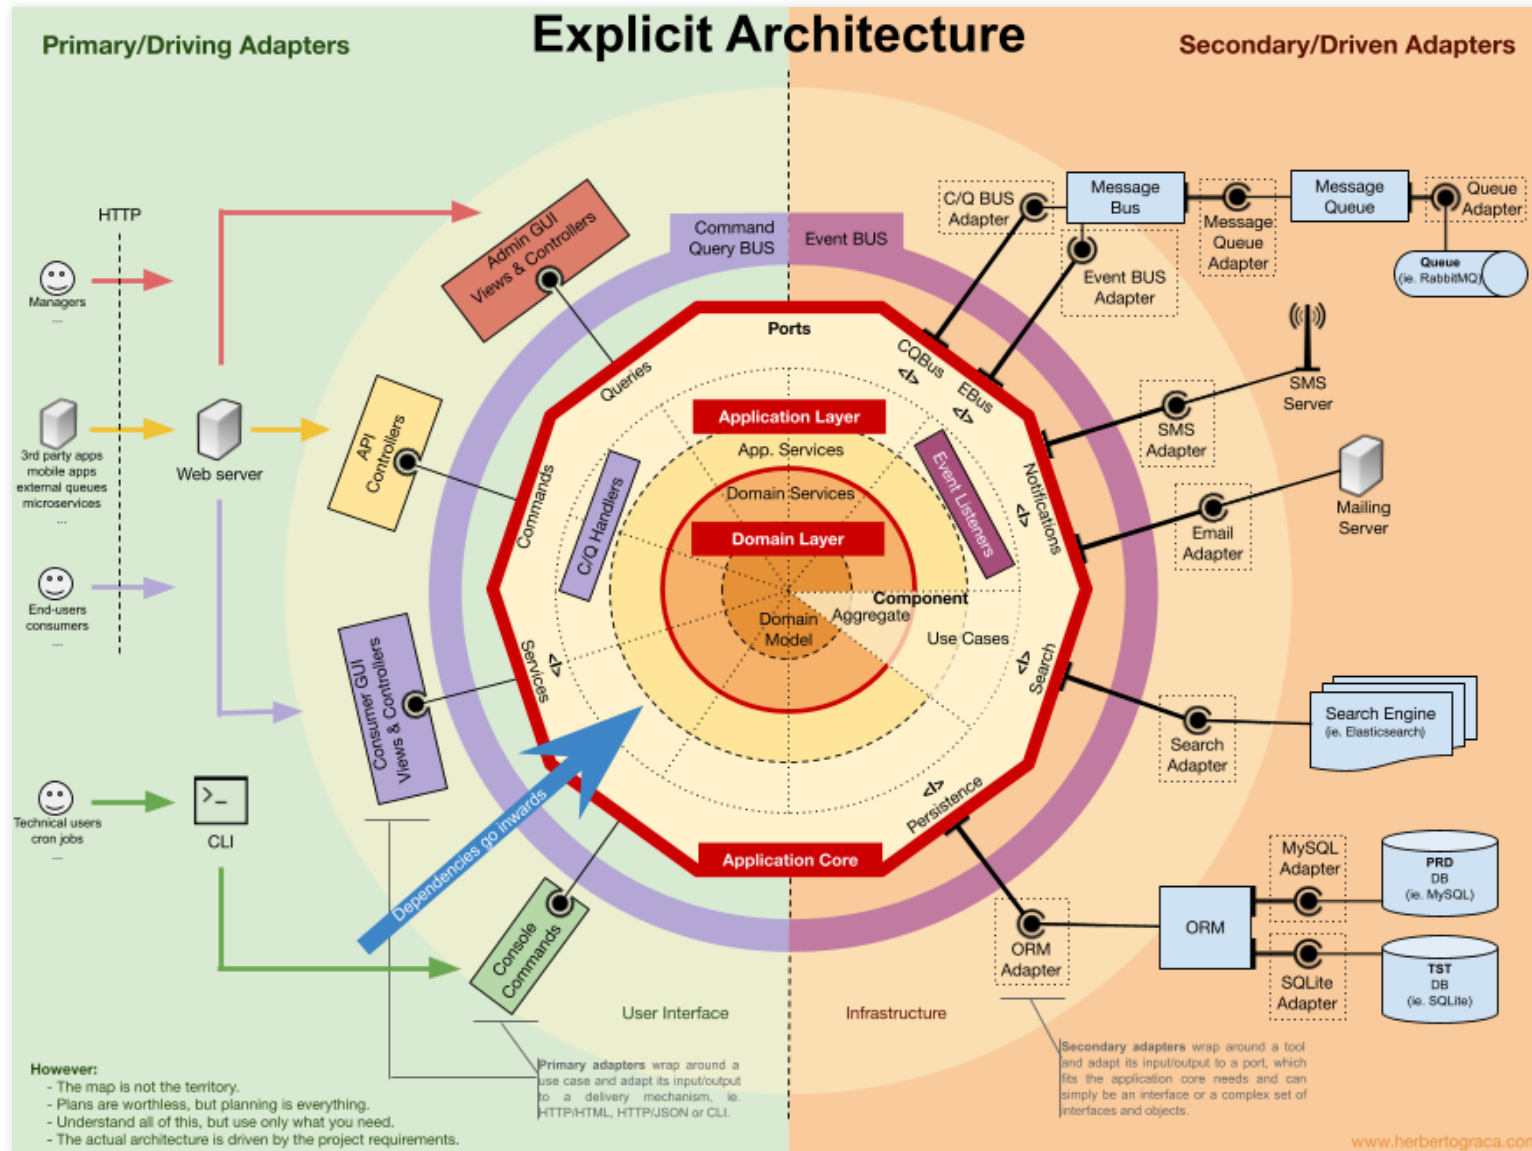 Explicit Architecture
Primary/Driving Adapters
Secondary/Driven Adapters
HTTP
Managers
...
3rd party apps
mobile apps
external queues
microservices
...
End-users
consumers
...
Technical users
cron jobs
...
Web server
>_
CLI
Admin GUI
Views & Controllers
API
Controllers
Consumer GUI
Views & Controllers
Console
Commands
Dependencies go inwards
Command
Query BUS
Event BUS
Ports
Queries
Commands
Services
</>
CQBus
</>
EBus
</>
Notifications
</>
Search
</>
Persistence
</>
Application Layer
App. Services
Domain Services
Domain Layer
Domain
Model
C/Q Handlers
Event Listeners
Component
Aggregate
Use Cases
Application Core
User Interface
Infrastructure
C/Q BUS
Adapter
Message
Bus
Event BUS
Adapter
Message
Queue
Adapter
Message
Queue
Queue
Adapter
Queue
(ie. RabbitMQ)
SMS
Server
SMS
Adapter
Mailing
Server
Email
Adapter
Search
Adapter
Search Engine
(ie. Elasticsearch)
ORM
Adapter
ORM
MySQL
Adapter
PRD
DB
(ie. MySQL)
SQLite
Adapter
TST
DB
(ie. SQLite)
Primary adapters wrap around a
use case and adapt its input/output
to a delivery mechanism, ie.
HTTP/HTML, HTTP/JSON or CLI.
Secondary adapters wrap around a tool
and adapt its input/output to a port, which
fits the application core needs and can
simply be an interface or a complex set of
interfaces and objects.
However:
- The map is not the territory.
- Plans are worthless, but planning is everything.
- Understand all of this, but use only what you need.
- The actual architecture is driven by the project requirements.
www.herbertograca.com